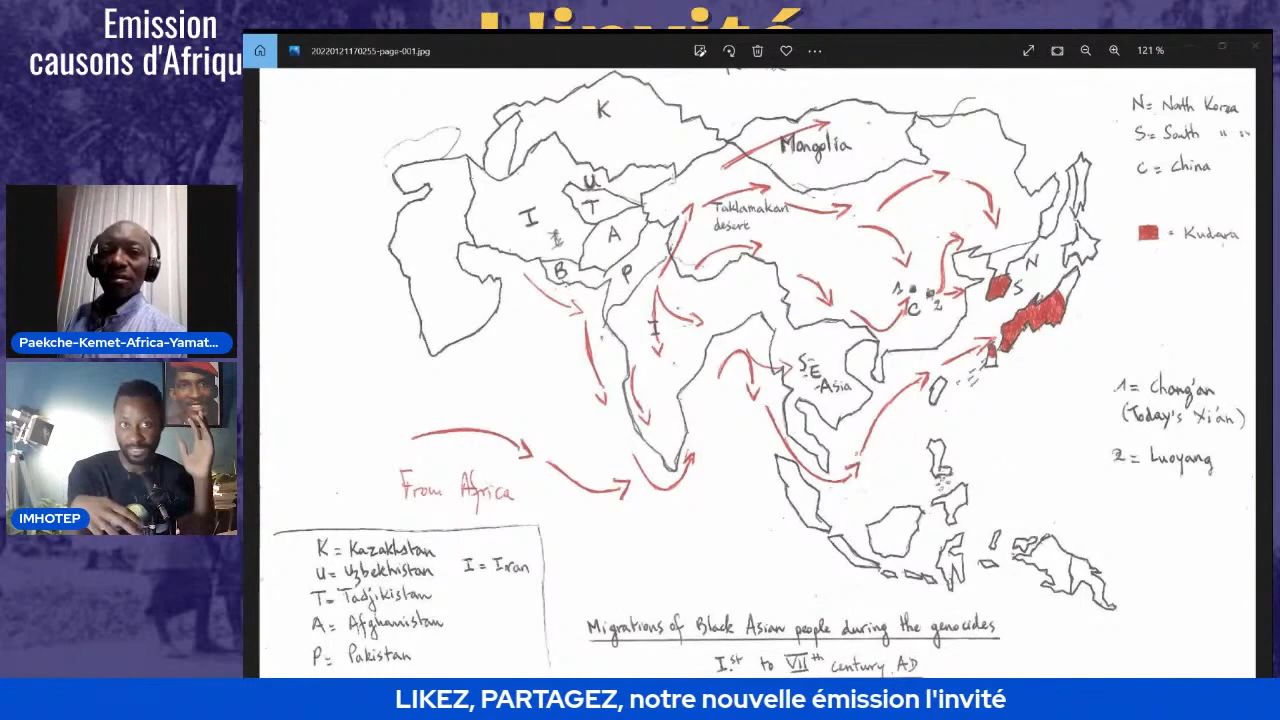 Emission
causons d'Afriqu
L'invité
20220121170255-page-001.jpg
121 %
K
N= North Korea
S= South " "
C= China
Mongolia
U
I
T
Taklamakan
desert
A
= Kudara
B
P
N
S
1
C
2
I
S-E
Asia
1= Chang'an
(Today's Xi'an)
2= Luoyang
From Africa
Paekche-Kemet-Africa-Yamat...
IMHOTEP
K = Kazakhstan
U= Uzbekhistan
I = Iran
T= Tadjikistan
A= Afghanistan
P= Pakistan
Migrations of Black Asian people during the genocides
I.st to VIIth century AD
LIKEZ, PARTAGEZ, notre nouvelle émission l'invité